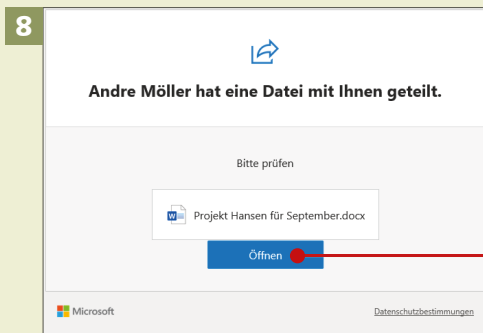 8
Andre Möller hat eine Datei mit Ihnen geteilt.
Bitte prüfen
Projekt Hansen für September.docx
Öffnen
Microsoft
Datenschutzbestimmungen